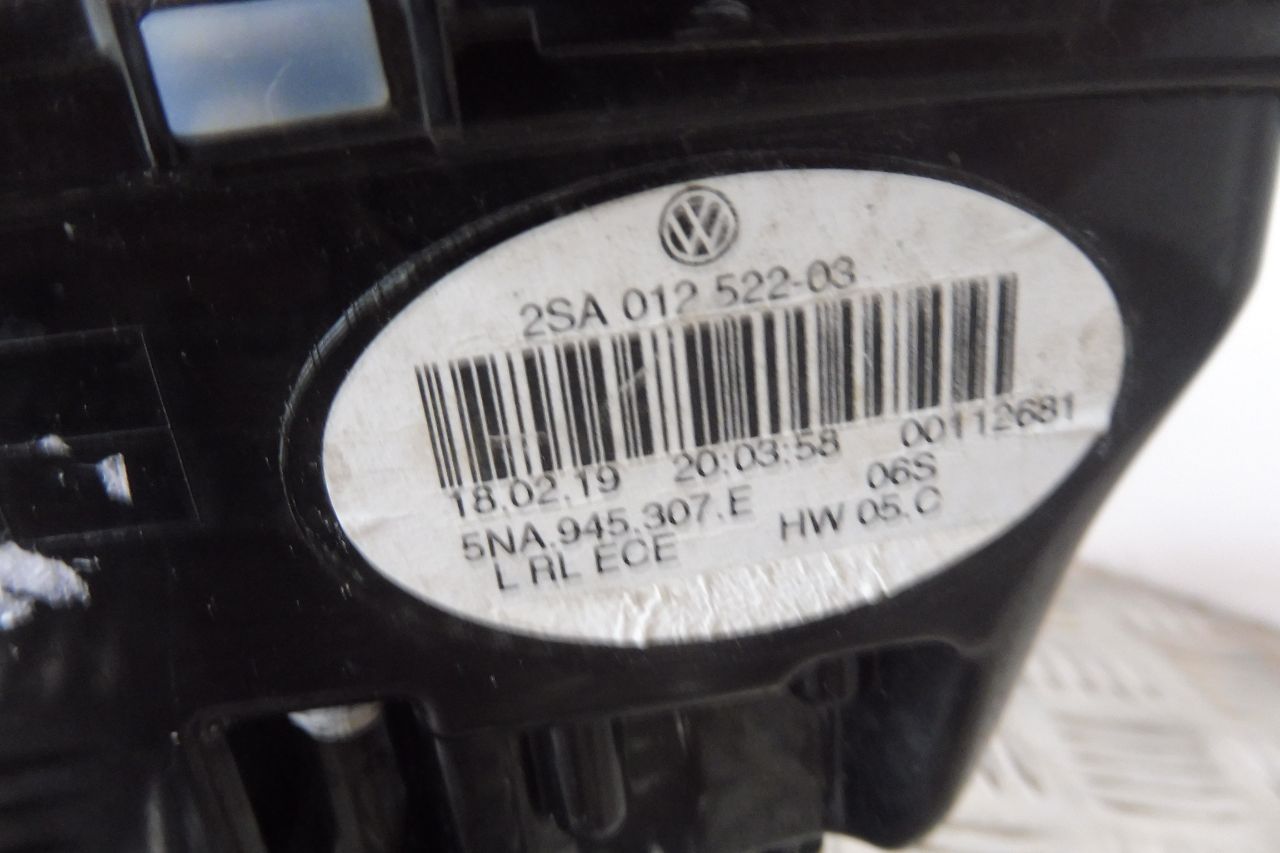 VW
2SA 012 522-03
18.02.19 20:03:58 00112681
5NA.945.307.E 06S
L RL ECE HW 05.C